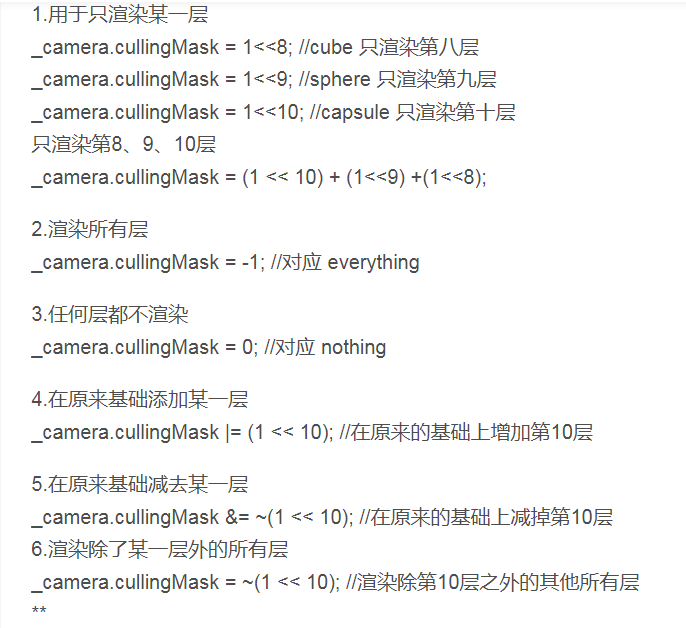 1.用于只渲染某一层
_camera.cullingMask = 1<<8; //cube 只渲染第八层
_camera.cullingMask = 1<<9; //sphere 只渲染第九层
_camera.cullingMask = 1<<10; //capsule 只渲染第十层
只渲染第8、9、10层
_camera.cullingMask = (1 << 10) + (1<<9) +(1<<8);
2.渲染所有层
_camera.cullingMask = -1; //对应 everything
3.任何层都不渲染
_camera.cullingMask = 0; //对应 nothing
4.在原来基础添加某一层
_camera.cullingMask |= (1 << 10); //在原来的基础上增加第10层
5.在原来基础减去某一层
_camera.cullingMask &= ~(1 << 10); //在原来的基础上减掉第10层
6.渲染除了某一层外的所有层
_camera.cullingMask = ~(1 << 10); //渲染除第10层之外的其他所有层
**